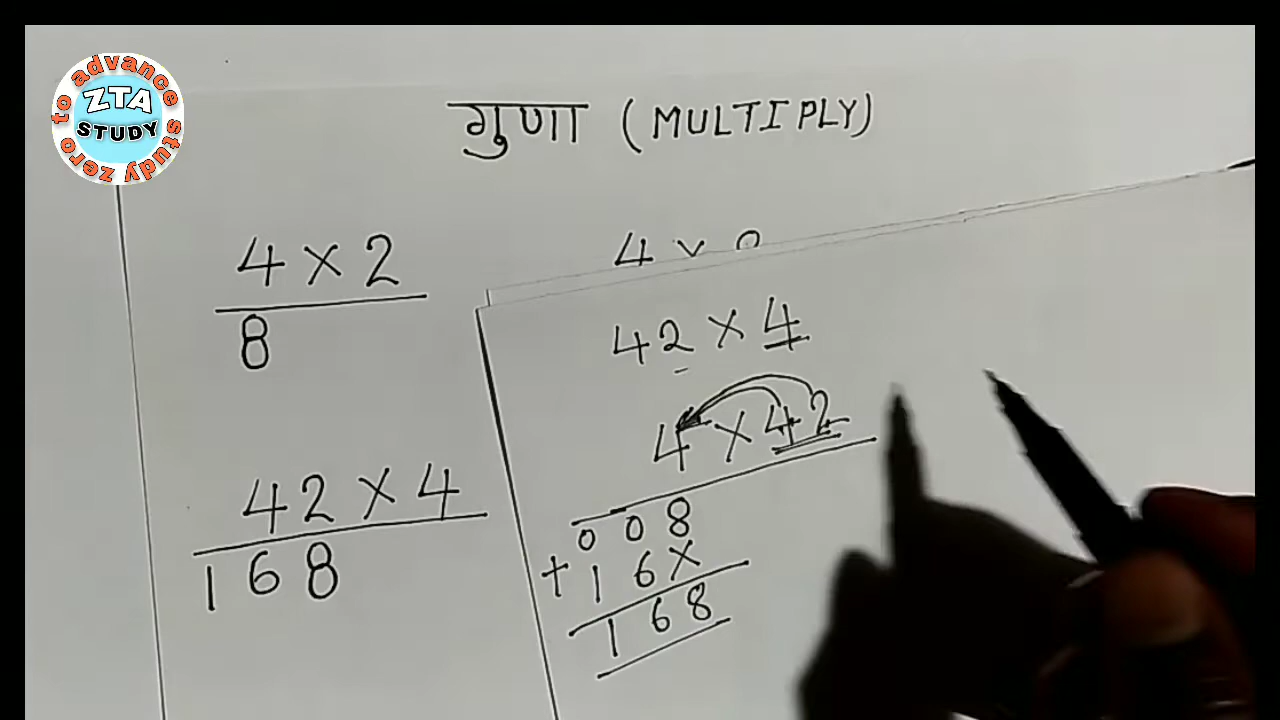 zero to advance study
ZTA
STUDY
गुणा (MULTIPLY)
4 × 2
8
42 × 4
168
42 × 4
4 × 42
008
+ 16×
168